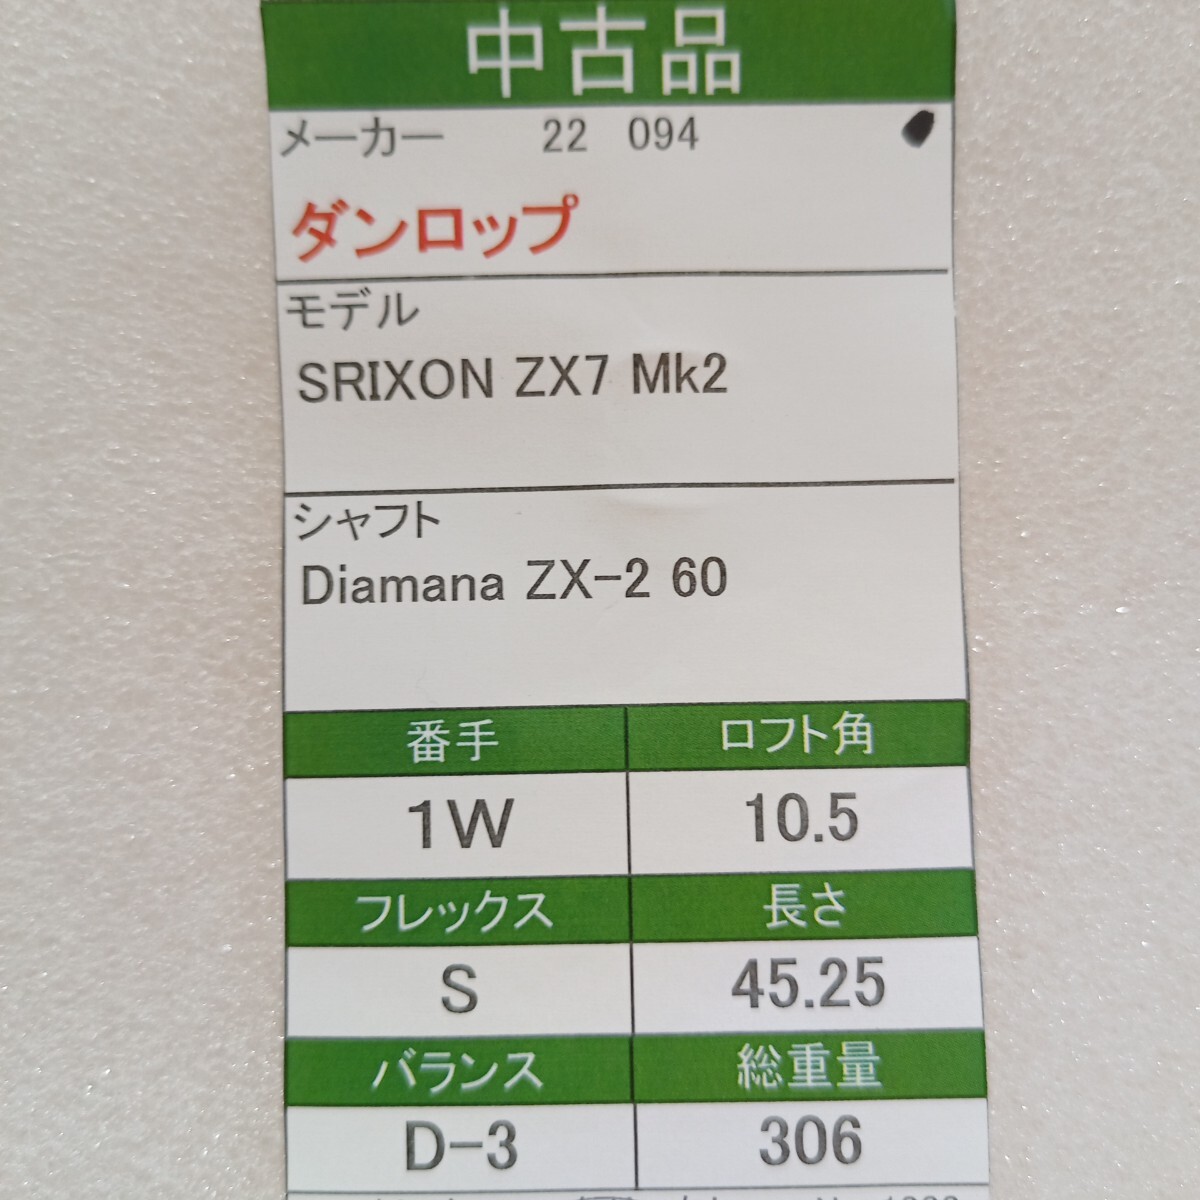 中古品
メーカー 22 094
ダンロップ
モデル
SRIXON ZX7 Mk2
シャフト
Diamana ZX-2 60
番手 ロフト角
1W 10.5
フレックス 長さ
S 45.25
バランス 総重量
D-3 306